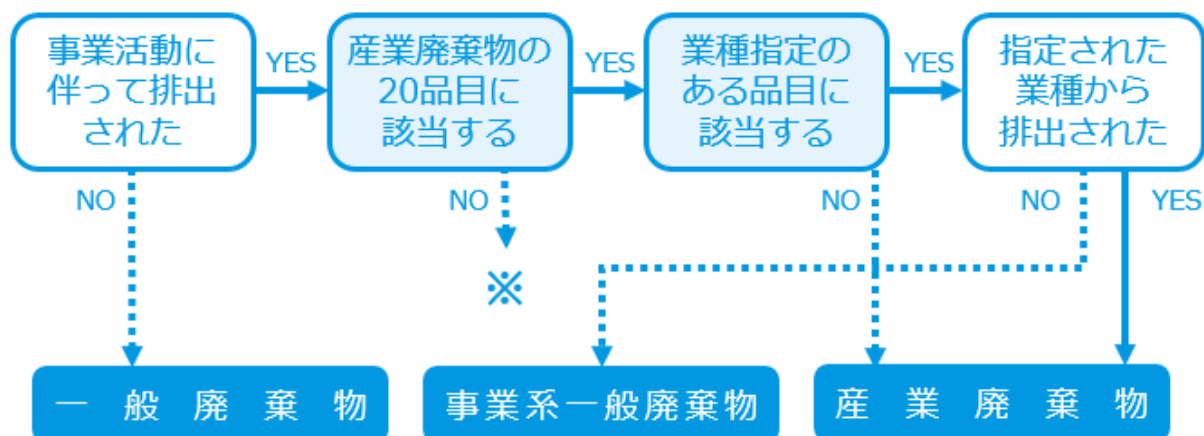 事業活動に
伴って排出
された
YES
産業廃棄物の
20品目に
該当する
YES
業種指定の
ある品目に
該当する
YES
指定された
業種から
排出された
NO
NO
NO
NO
YES
※
一般廃棄物
事業系一般廃棄物
産業廃棄物